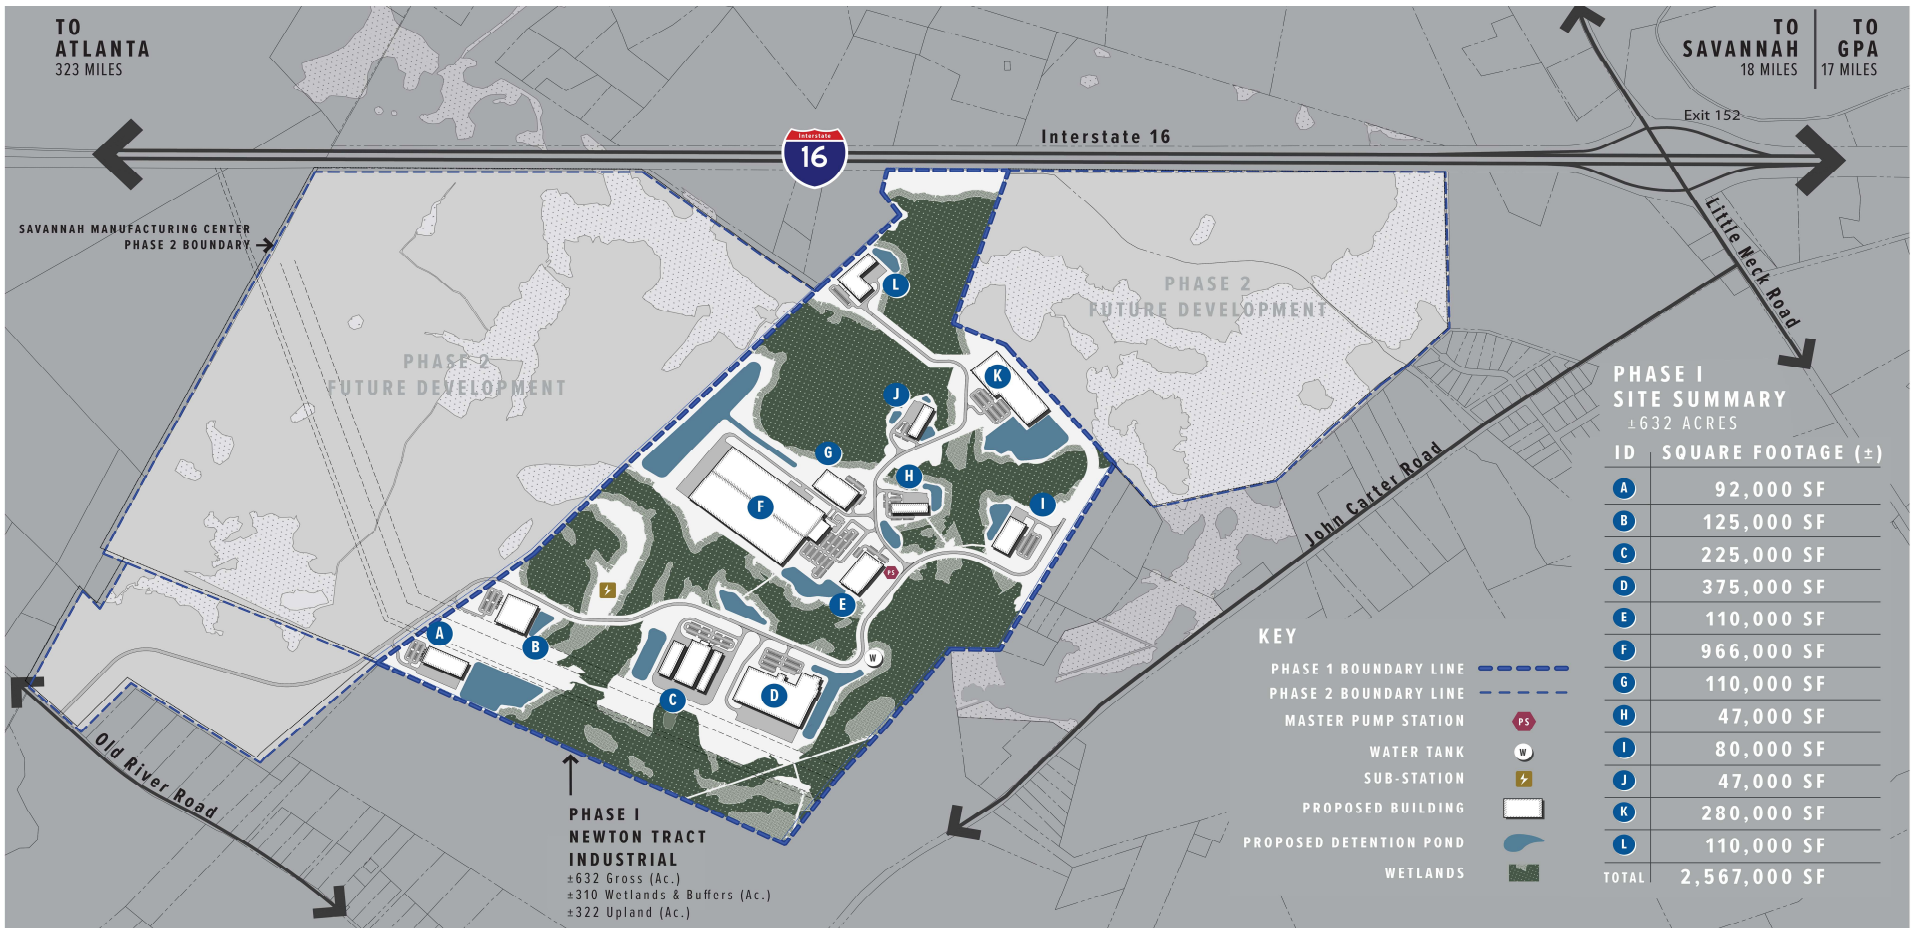 TO
ATLANTA
323 MILES
TO
SAVANNAH
18 MILES
TO
GPA
17 MILES
Exit 152
Interstate 16
Interstate
16
Little Neck Road
SAVANNAH MANUFACTURING CENTER
PHASE 2 BOUNDARY
PHASE 2
FUTURE DEVELOPMENT
PHASE 2
FUTURE DEVELOPMENT
L
K
J
G
H
F
I
PS
E
A
B
W
C
D
John Carter Road
Old River Road
PHASE I
NEWTON TRACT
INDUSTRIAL
±632 Gross (Ac.)
±310 Wetlands & Buffers (Ac.)
±322 Upland (Ac.)
KEY
PHASE 1 BOUNDARY LINE
PHASE 2 BOUNDARY LINE
MASTER PUMP STATION PS
WATER TANK W
SUB-STATION
PROPOSED BUILDING
PROPOSED DETENTION POND
WETLANDS
PHASE I
SITE SUMMARY
±632 ACRES
ID SQUARE FOOTAGE (±)
A 92,000 SF
B 125,000 SF
C 225,000 SF
D 375,000 SF
E 110,000 SF
F 966,000 SF
G 110,000 SF
H 47,000 SF
I 80,000 SF
J 47,000 SF
K 280,000 SF
L 110,000 SF
TOTAL 2,567,000 SF